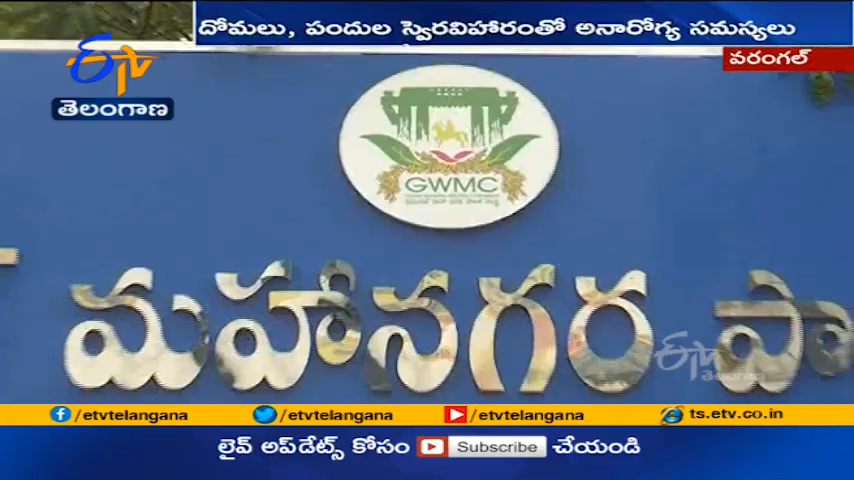 దోమలు, పందుల స్వైరవిహారంతో అనారోగ్య సమస్యలు
వరంగల్
ETV
తెలంగాణ
GWMC
మహానగర పా
/etvtelangana /etvtelangana /etvtelangana ts.etv.co.in
లైవ్ అప్‌డేట్స్ కోసం Subscribe చేయండి